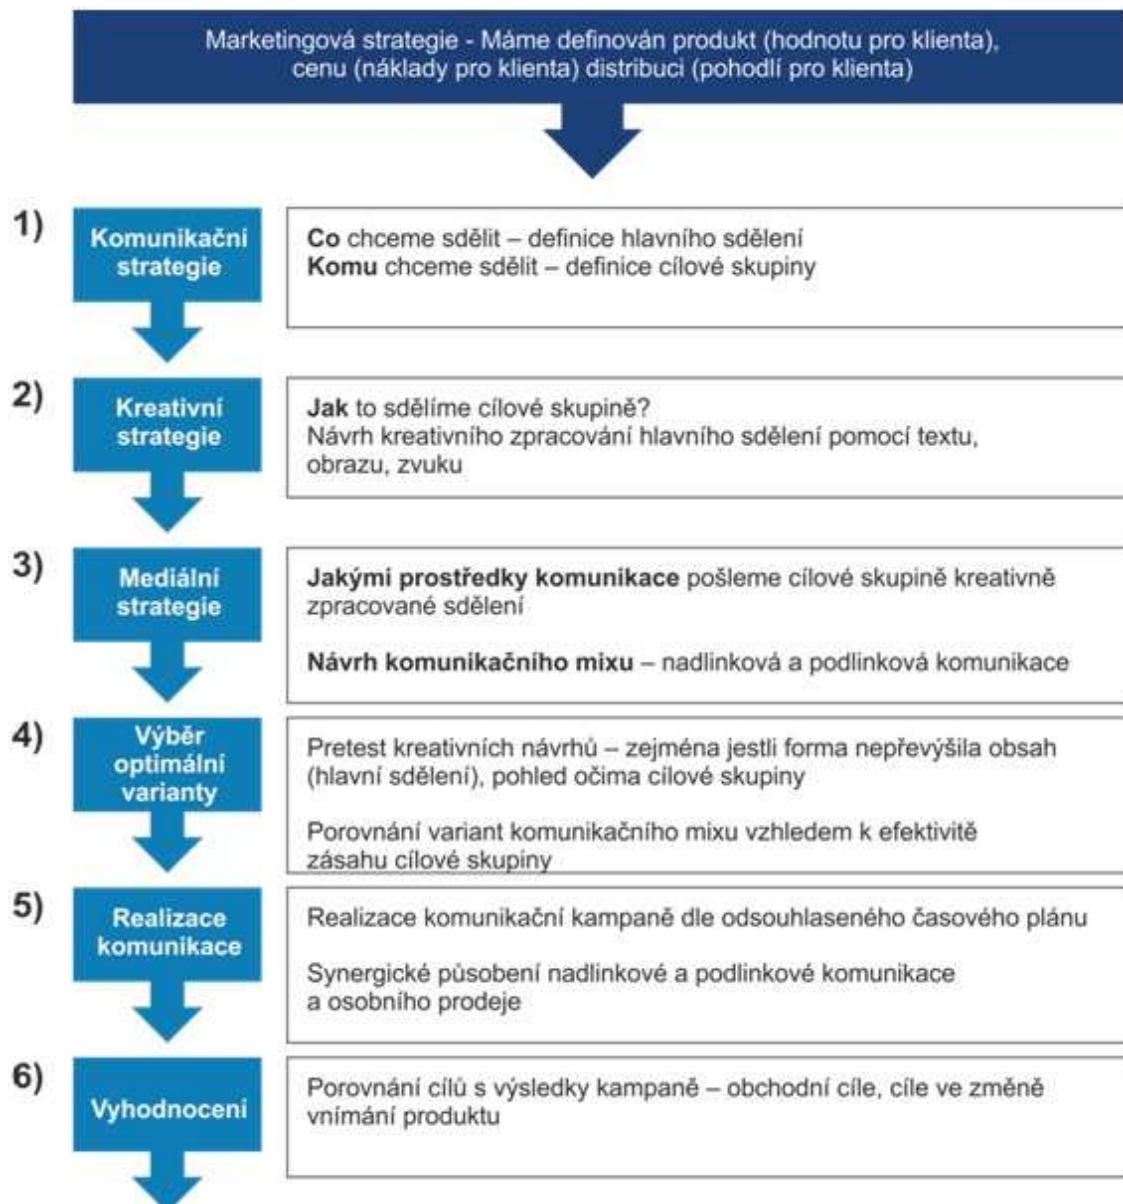 Marketingová strategie - Máme definován produkt (hodnotu pro klienta),
cenu (náklady pro klienta) distribuci (pohodlí pro klienta)
1)
Komunikační
strategie
Co chceme sdělit – definice hlavního sdělení
Komu chceme sdělit – definice cílové skupiny
2)
Kreativní
strategie
Jak to sdělíme cílové skupině?
Návrh kreativního zpracování hlavního sdělení pomocí textu,
obrazu, zvuku
3)
Mediální
strategie
Jakými prostředky komunikace pošleme cílové skupině kreativně
zpracované sdělení
Návrh komunikačního mixu – nadlinková a podlinková komunikace
4)
Výběr
optimální
varianty
Pretest kreativních návrhů – zejména jestli forma nepřevýšila obsah
(hlavní sdělení), pohled očima cílové skupiny
Porovnání variant komunikačního mixu vzhledem k efektivitě
zásahu cílové skupiny
5)
Realizace
komunikace
Realizace komunikační kampaně dle odsouhlaseného časového plánu
Synergické působení nadlinkové a podlinkové komunikace
a osobního prodeje
6)
Vyhodnocení
Porovnání cílů s výsledky kampaně – obchodní cíle, cíle ve změně
vnímání produktu